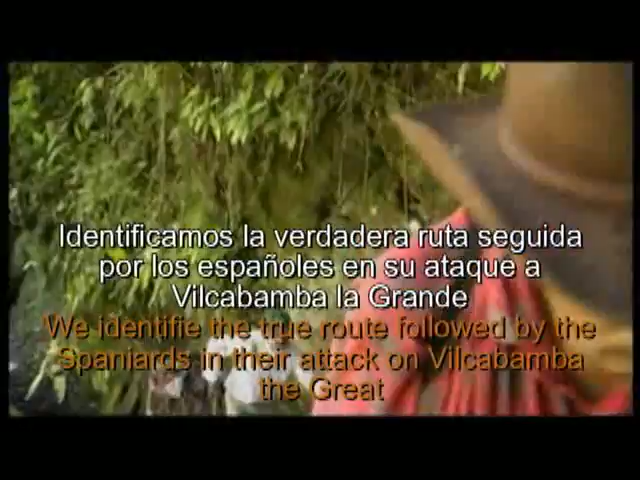 Identificamos la verdadera ruta seguida
por los españoles en su ataque a
Vilcabamba la Grande
We identifie the true route followed by the
Spaniards in their attack on Vilcabamba
the Great